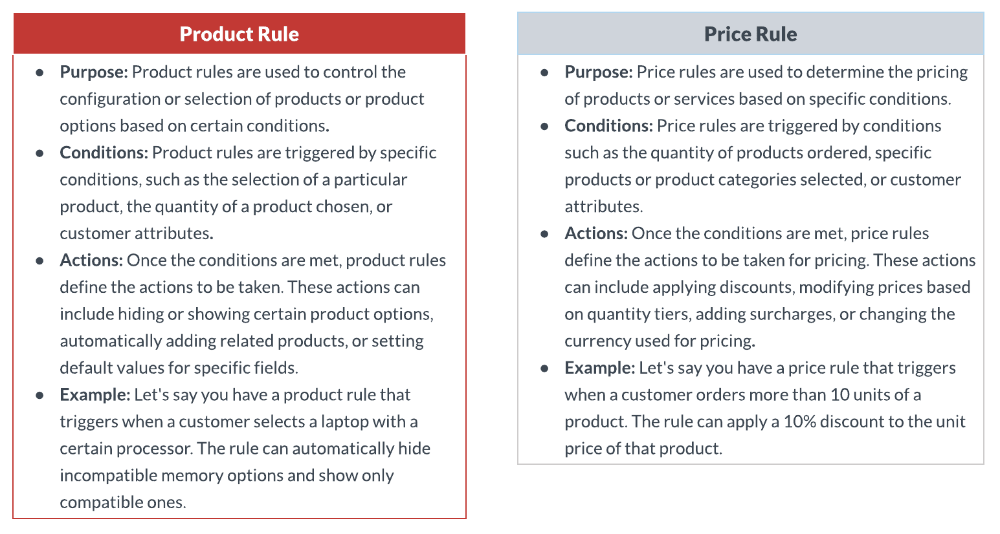 Product Rule
● Purpose: Product rules are used to control the
configuration or selection of products or product
options based on certain conditions.
● Conditions: Product rules are triggered by specific
conditions, such as the selection of a particular
product, the quantity of a product chosen, or
customer attributes.
● Actions: Once the conditions are met, product rules
define the actions to be taken. These actions can
include hiding or showing certain product options,
automatically adding related products, or setting
default values for specific fields.
● Example: Let's say you have a product rule that
triggers when a customer selects a laptop with a
certain processor. The rule can automatically hide
incompatible memory options and show only
compatible ones.
Price Rule
● Purpose: Price rules are used to determine the pricing
of products or services based on specific conditions.
● Conditions: Price rules are triggered by conditions
such as the quantity of products ordered, specific
products or product categories selected, or customer
attributes.
● Actions: Once the conditions are met, price rules
define the actions to be taken for pricing. These actions
can include applying discounts, modifying prices based
on quantity tiers, adding surcharges, or changing the
currency used for pricing.
● Example: Let's say you have a price rule that triggers
when a customer orders more than 10 units of a
product. The rule can apply a 10% discount to the unit
price of that product.